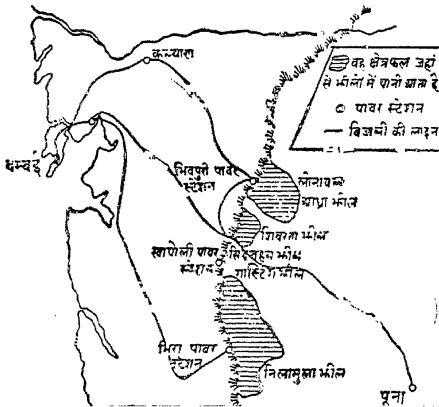 कल्याण
वह क्षेत्रफल जहां
से झीलों में पानी आता है
पावर स्टेशन
बिजली की लाइन
बम्बई
भिवपुरी पावर
स्टेशन
लोनावला
झील
शिवरता झील
खापोली पावर
स्टेशन
झील
भिरा पावर
स्टेशन
निलामुला झील
पूना